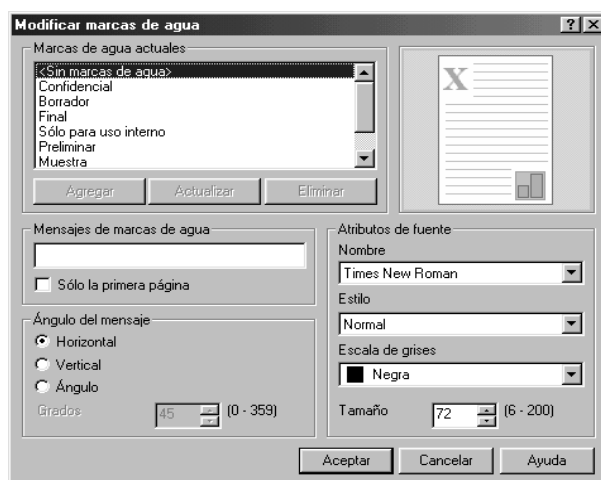 Modificar marcas de agua
Marcas de agua actuales
<Sin marcas de agua>
Confidencial
Borrador
Final
Sólo para uso interno
Preliminar
Muestra
Agregar Actualizar Eliminar
X
Mensajes de marcas de agua
Sólo la primera página
Ángulo del mensaje
Horizontal
Vertical
Ángulo
Grados 45 (0 - 359)
Atributos de fuente
Nombre
Times New Roman
Estilo
Normal
Escala de grises
Negra
Tamaño 72 (6 - 200)
Aceptar Cancelar Ayuda